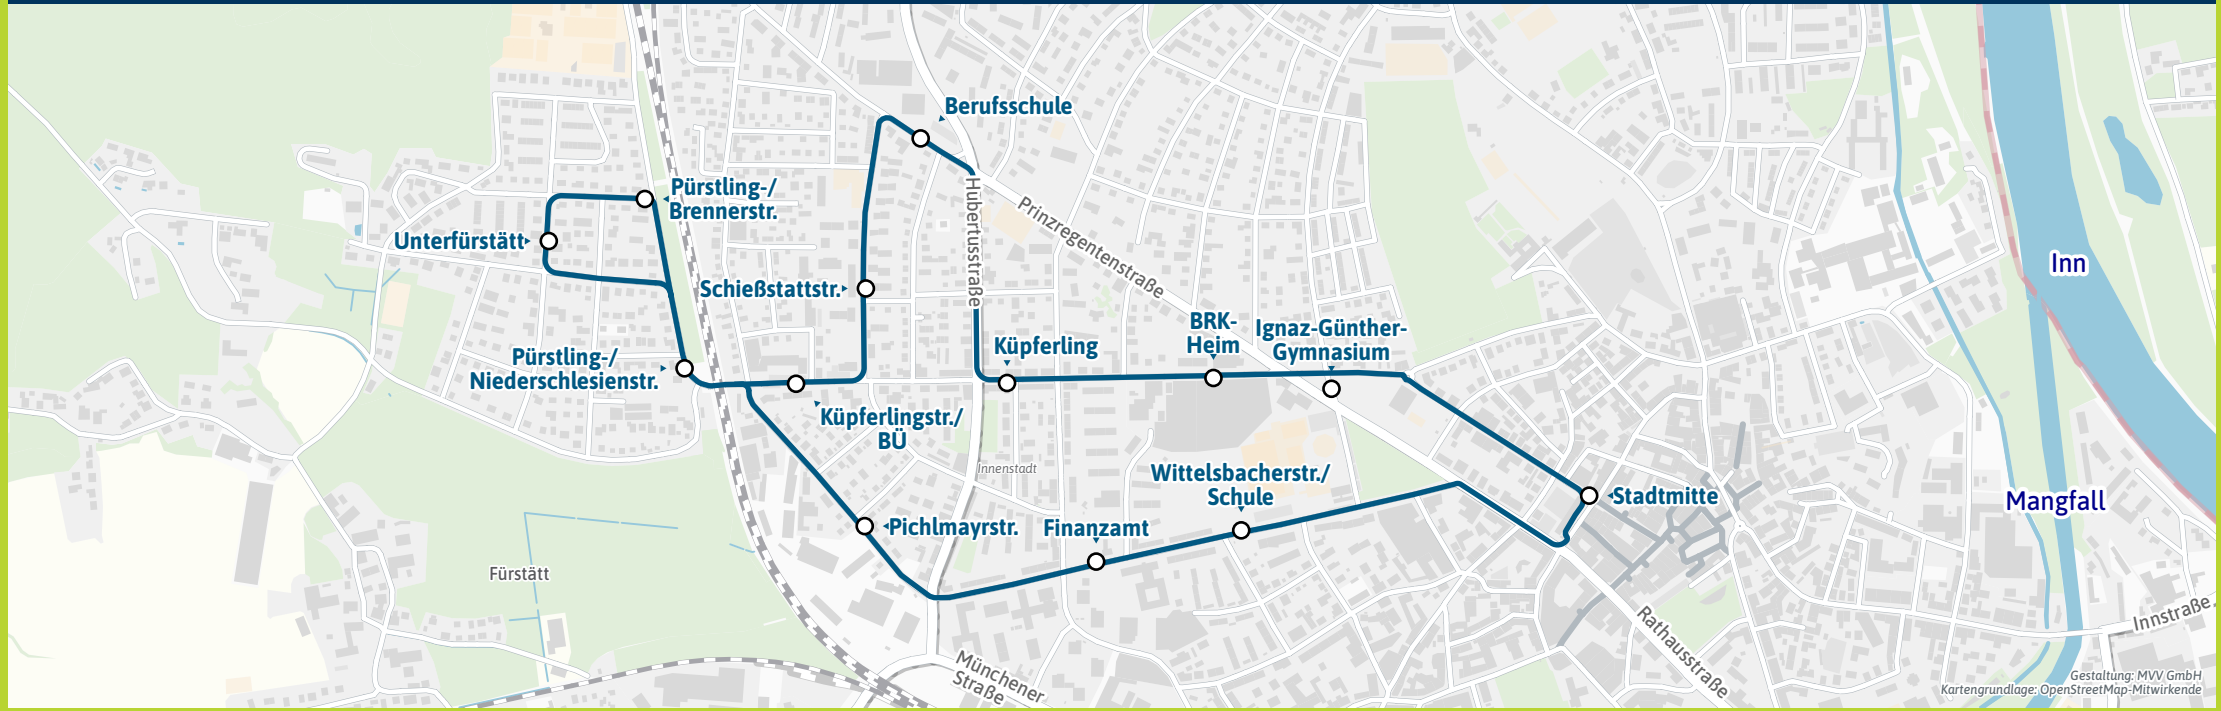 Berufsschule
Pürstling-/
Brennerstr.
Unterfürstätt
Hubertusstraße
Prinzregentenstraße
Inn
Schießstattstr.
BRK-
Heim
Ignaz-Günther-
Gymnasium
Küpferling
Pürstling-/
Niederschlesienstr.
Küpferlingstr./
BÜ
Innenstadt
Wittelsbacherstr./
Schule
Stadtmitte
Mangfall
Pichlmayrstr.
Finanzamt
Fürstätt
Innstraße
Rathausstraße
Münchener
Straße
Gestaltung: MVV GmbH
Kartengrundlage: OpenStreetMap-Mitwirkende